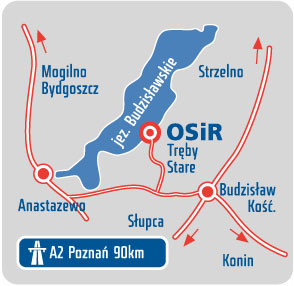 Mogilno
Bydgoszcz
jez. Budzisławskie
Strzelno
OSiR
Tręby
Stare
Anastazewo
Budzisław
Kość.
Słupca
Konin
A2 Poznań 90km